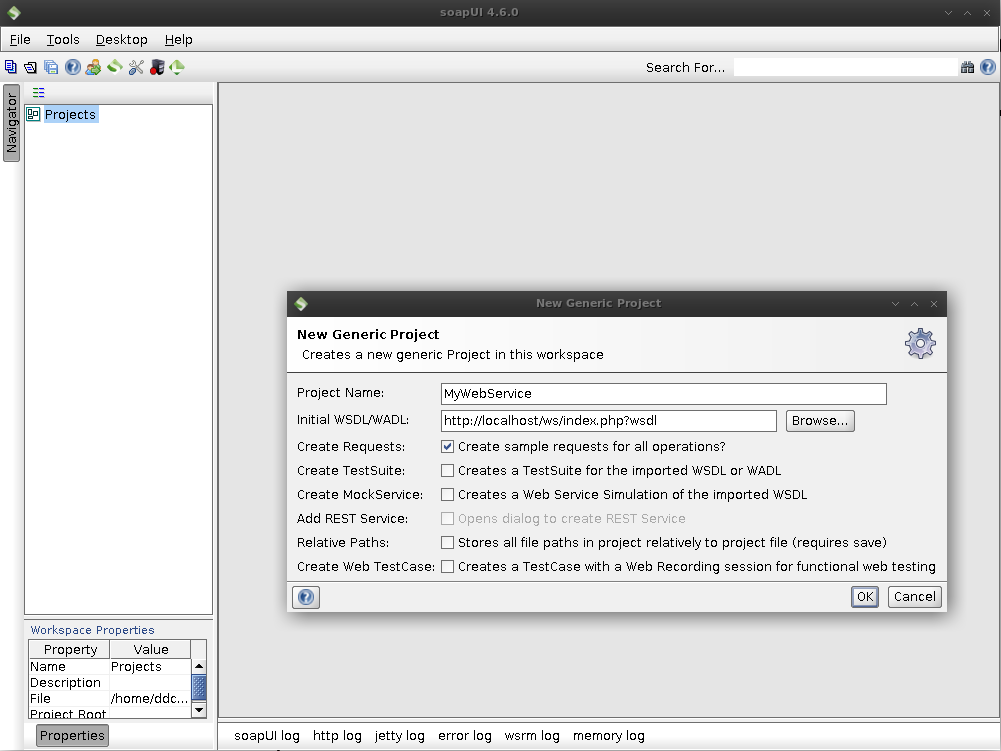 soapUI 4.6.0
File Tools Desktop Help
Search For...
Navigator
Projects
New Generic Project
New Generic Project
Creates a new generic Project in this workspace
Project Name: MyWebService
Initial WSDL/WADL: http://localhost/ws/index.php?wsdl Browse...
Create Requests: Create sample requests for all operations?
Create TestSuite: Creates a TestSuite for the imported WSDL or WADL
Create MockService: Creates a Web Service Simulation of the imported WSDL
Add REST Service: Opens dialog to create REST Service
Relative Paths: Stores all file paths in project relatively to project file (requires save)
Create Web TestCase: Creates a TestCase with a Web Recording session for functional web testing
OK Cancel
Workspace Properties
Property Value
Name Projects
Description
File /home/ddc...
Project Root
Properties
soapUI log http log jetty log error log wsrm log memory log